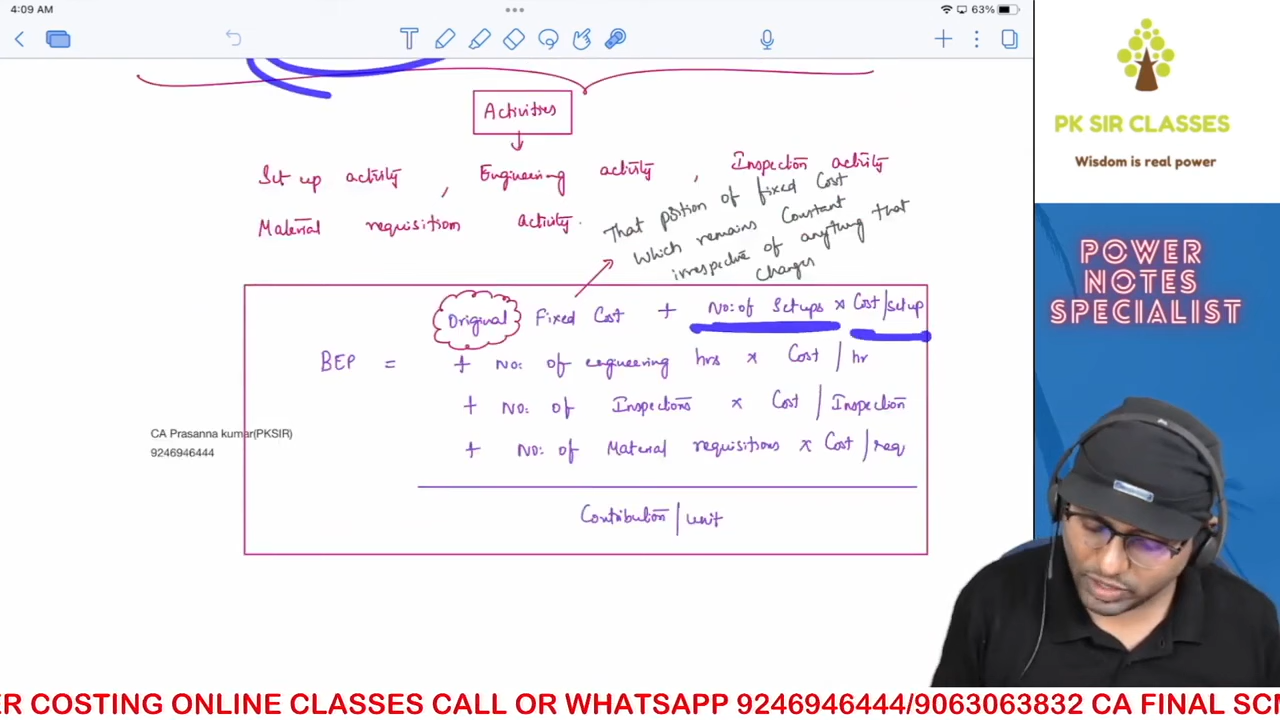 4:09 AM
63%
T
Activities
Set up activity , Engineering activity , Inspection activity
Material requisition activity.
That portion of fixed Cost
which remains Constant
irrespective of anything that
changes
Original Fixed Cost + No: of Setups × Cost/setup
BEP = + No: of engineering hrs × Cost / hr
+ No: of Inspections × Cost / Inspection
+ No: of Material requisitions × Cost / req
Contribution / unit
CA Prasanna kumar(PKSIR)
9246946444
PK SIR CLASSES
Wisdom is real power
POWER
NOTES
SPECIALIST
ER COSTING ONLINE CLASSES CALL OR WHATSAPP 9246946444/9063063832 CA FINAL SC